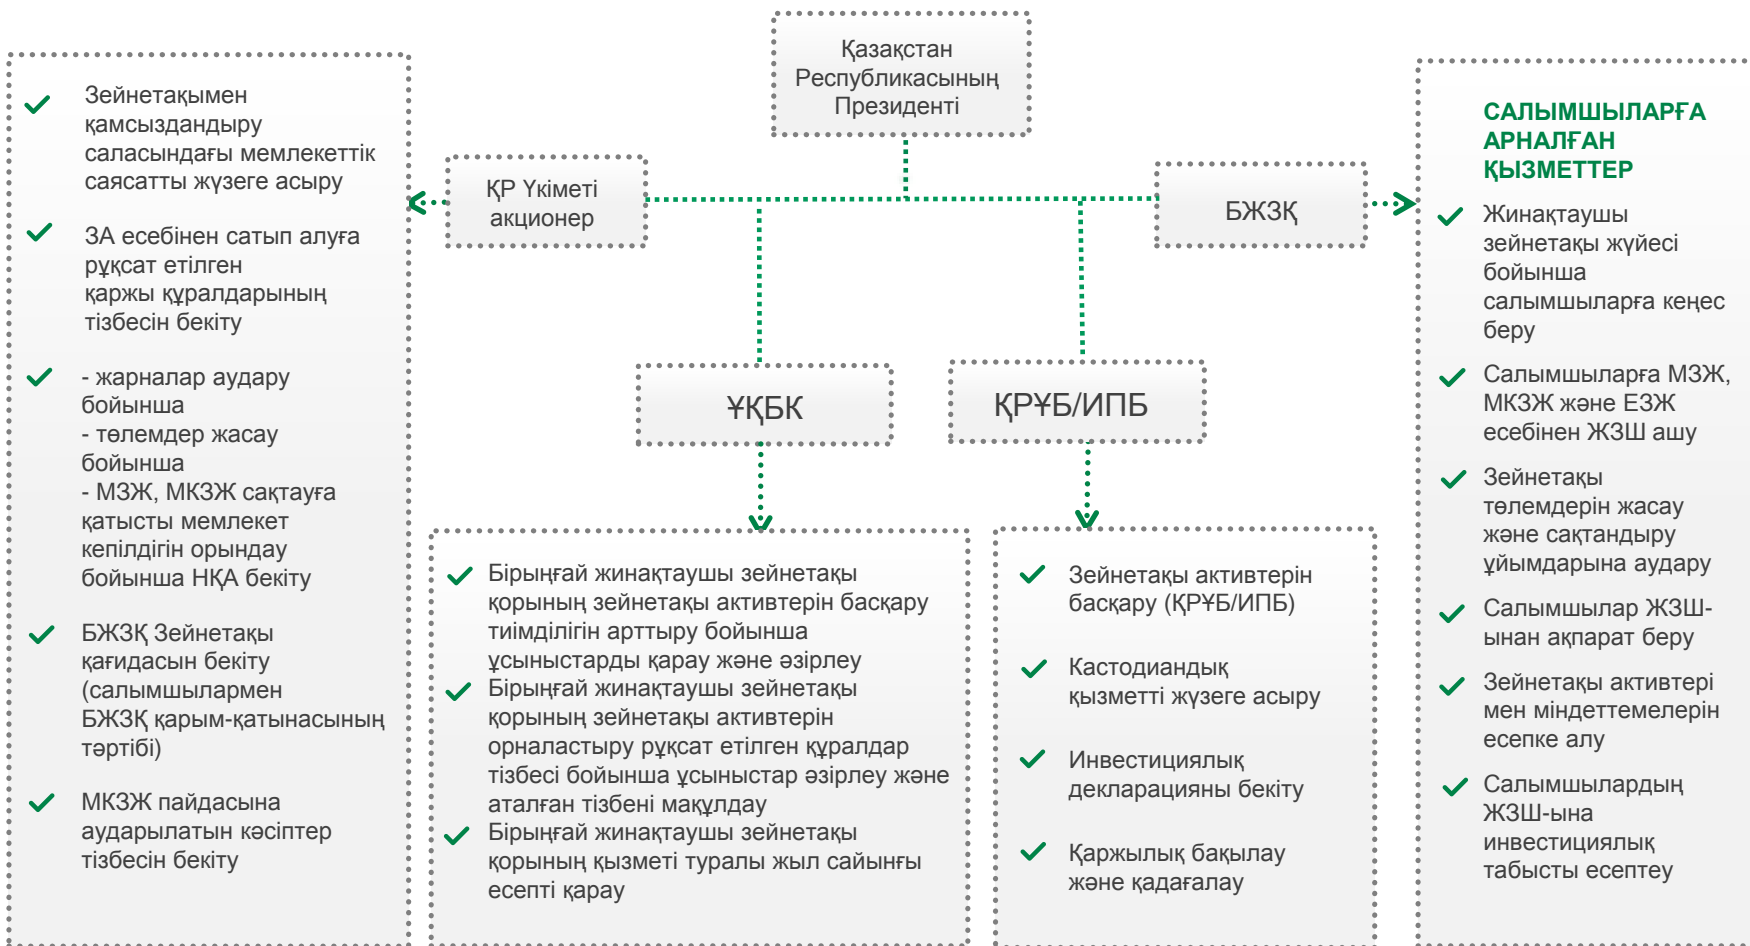 Қазақстан
Республикасының
Президенті
ҚР Үкіметі
акционер
БЖЗҚ
ҰҚБК
ҚРҰБ/ИПБ
Зейнетақымен
қамсыздандыру
саласындағы мемлекеттік
саясатты жүзеге асыру
ЗА есебінен сатып алуға
рұқсат етілген
қаржы құралдарының
тізбесін бекіту
- жарналар аудару
бойынша
- төлемдер жасау
бойынша
- МЗЖ, МКЗЖ сақтауға
қатысты мемлекет
кепілдігін орындау
бойынша НҚА бекіту
БЖЗҚ Зейнетақы
қағидасын бекіту
(салымшылармен
БЖЗҚ қарым-қатынасының
тәртібі)
МКЗЖ пайдасына
аударылатын кәсіптер
тізбесін бекіту
Бірыңғай жинақтаушы зейнетақы
қорының зейнетақы активтерін басқару
тиімділігін арттыру бойынша
ұсыныстарды қарау және әзірлеу
Бірыңғай жинақтаушы зейнетақы
қорының зейнетақы активтерін
орналастыру рұқсат етілген құралдар
тізбесі бойынша ұсыныстар әзірлеу және
аталған тізбені мақұлдау
Бірыңғай жинақтаушы зейнетақы
қорының қызметі туралы жыл сайынғы
есепті қарау
Зейнетақы активтерін
басқару (ҚРҰБ/ИПБ)
Кастодиандық
қызметті жүзеге асыру
Инвестициялық
декларацияны бекіту
Қаржылық бақылау
және қадағалау
САЛЫМШЫЛАРҒА
АРНАЛҒАН
ҚЫЗМЕТТЕР
Жинақтаушы
зейнетақы жүйесі
бойынша
салымшыларға кеңес
беру
Салымшыларға МЗЖ,
МКЗЖ және ЕЗЖ
есебінен ЖЗШ ашу
Зейнетақы
төлемдерін жасау
және сақтандыру
ұйымдарына аудару
Салымшылар ЖЗШ-
ынан ақпарат беру
Зейнетақы активтері
мен міндеттемелерін
есепке алу
Салымшылардың
ЖЗШ-ына
инвестициялық
табысты есептеу